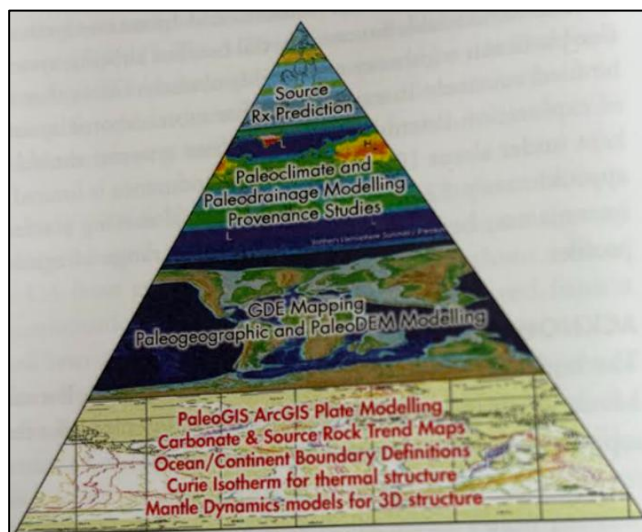 Source
Rx Prediction
Paleoclimate and
Paleodrainage Modelling
Provenance Studies
GDE Mapping
Paleogeographic and PaleoDEM Modelling
PaleoGIS ArcGIS Plate Modelling
Carbonate & Source Rock Trend Maps
Ocean/Continent Boundary Definitions
Curie Isotherm for thermal structure
Mantle Dynamics models for 3D structure